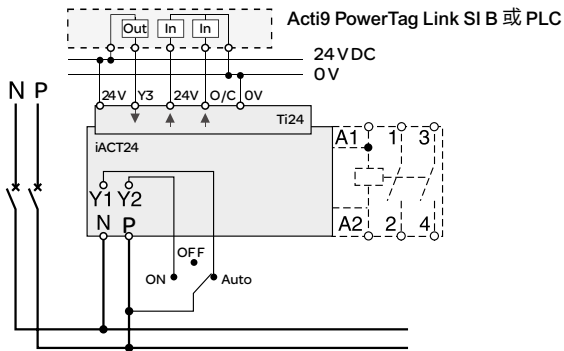 Acti9 PowerTag Link SI B 或 PLC
Out In In
24 V DC
0 V
N P
24V Y3 24V O/C 0V
Ti24
iACT24
A1 1 3
Y1 Y2
N P
A2 2 4
OFF
ON Auto